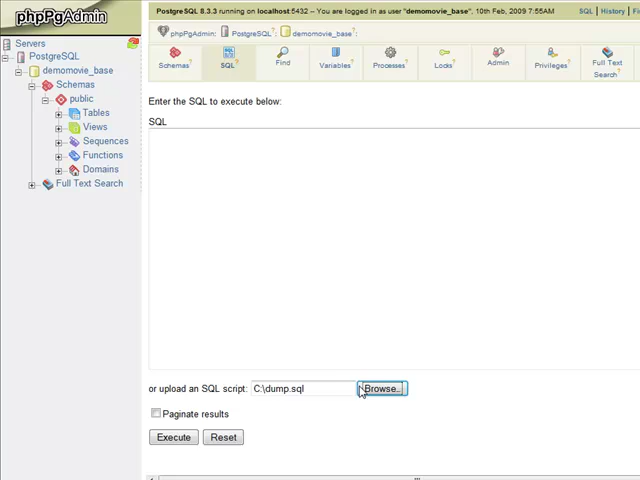 phpPgAdmin
PostgreSQL 8.3.3 running on localhost:5432 -- You are logged in as user "demomovie_base", 10th Feb, 2009 7:55AM
SQL | History |
Servers
PostgreSQL
demomovie_base
Schemas
public
Tables
Views
Sequences
Functions
Domains
Full Text Search
phpPgAdmin: PostgreSQL?: demomovie_base?:
Schemas? SQL? Find Variables? Processes? Locks? Admin Privileges? Full Text Search?
Enter the SQL to execute below:
SQL
or upload an SQL script: C:\dump.sql Browse...
Paginate results
Execute Reset